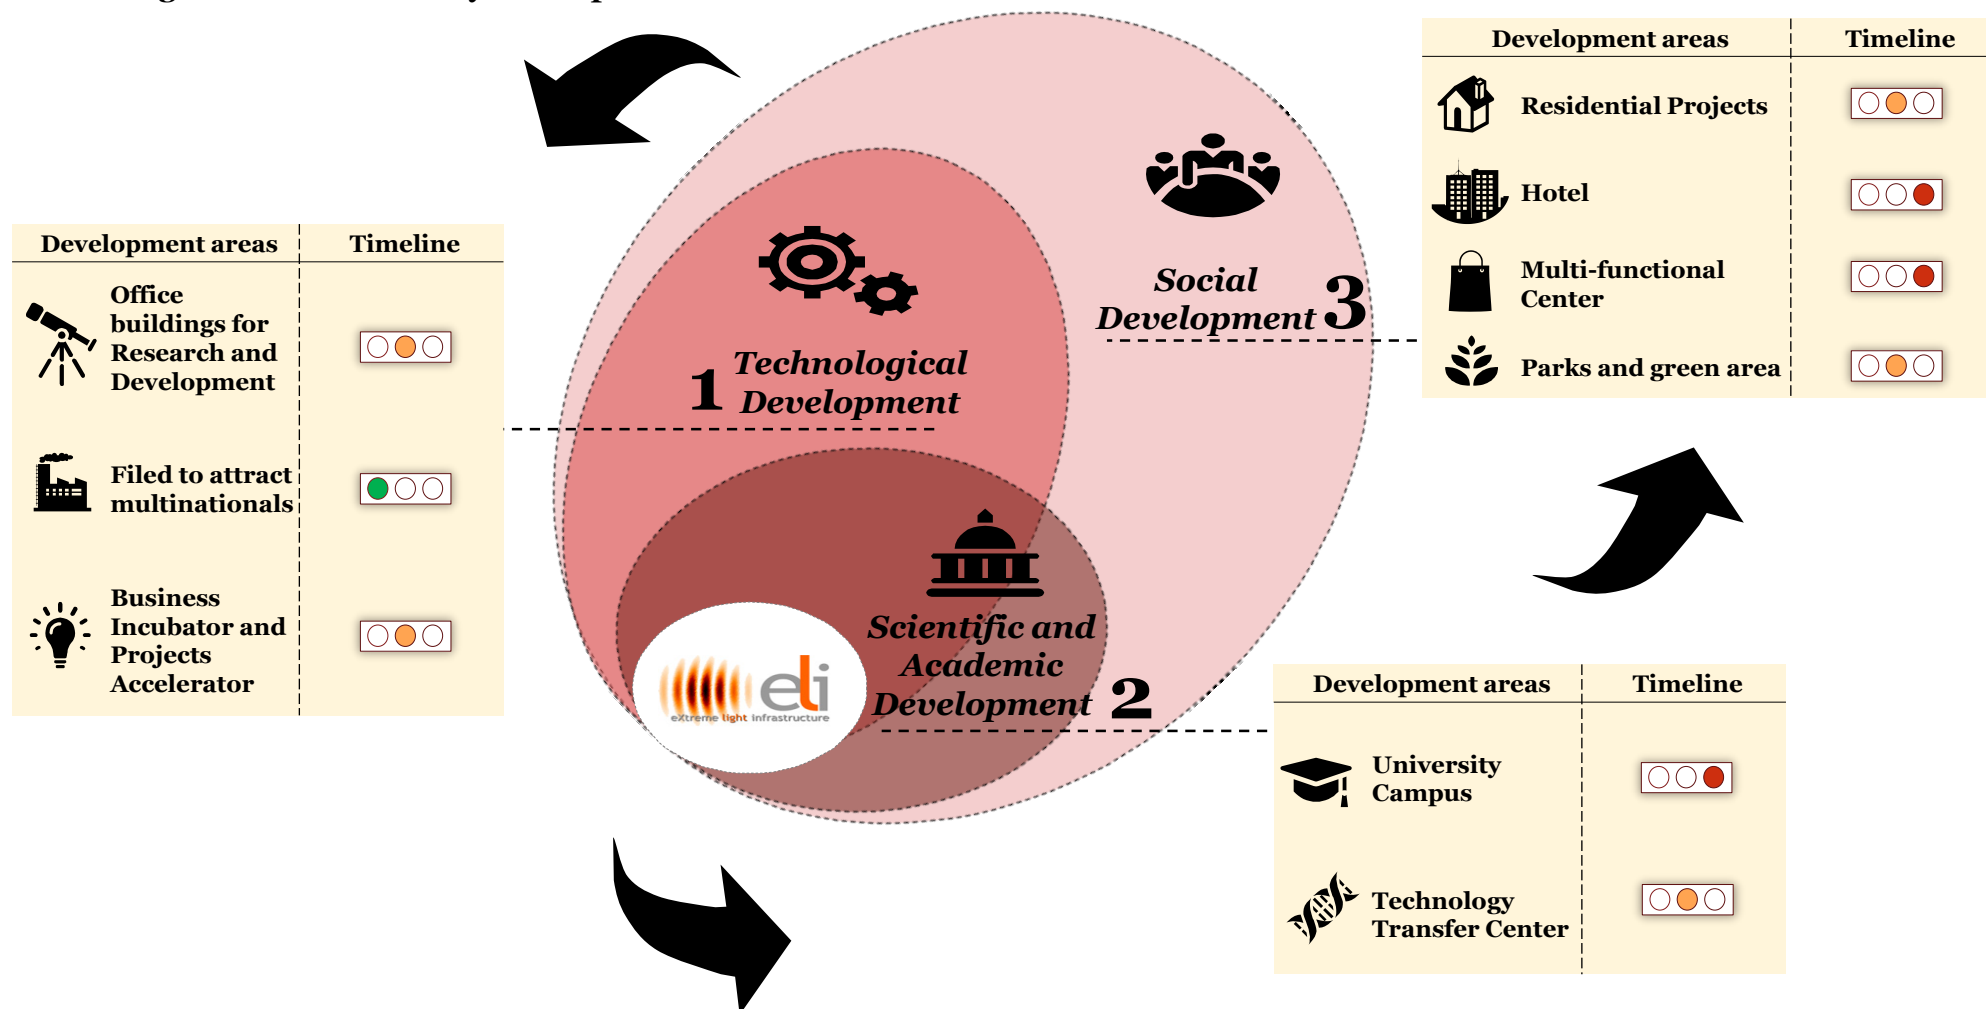 Development areas Timeline
Office
buildings for
Research and
Development
Filed to attract
multinationals
Business
Incubator and
Projects
Accelerator
1 Technological
Development
Social
Development 3
Scientific and
Academic
Development 2
eli
eXtreme light infrastructure
Development areas Timeline
Residential Projects
Hotel
Multi-functional
Center
Parks and green area
Development areas Timeline
University
Campus
Technology
Transfer Center